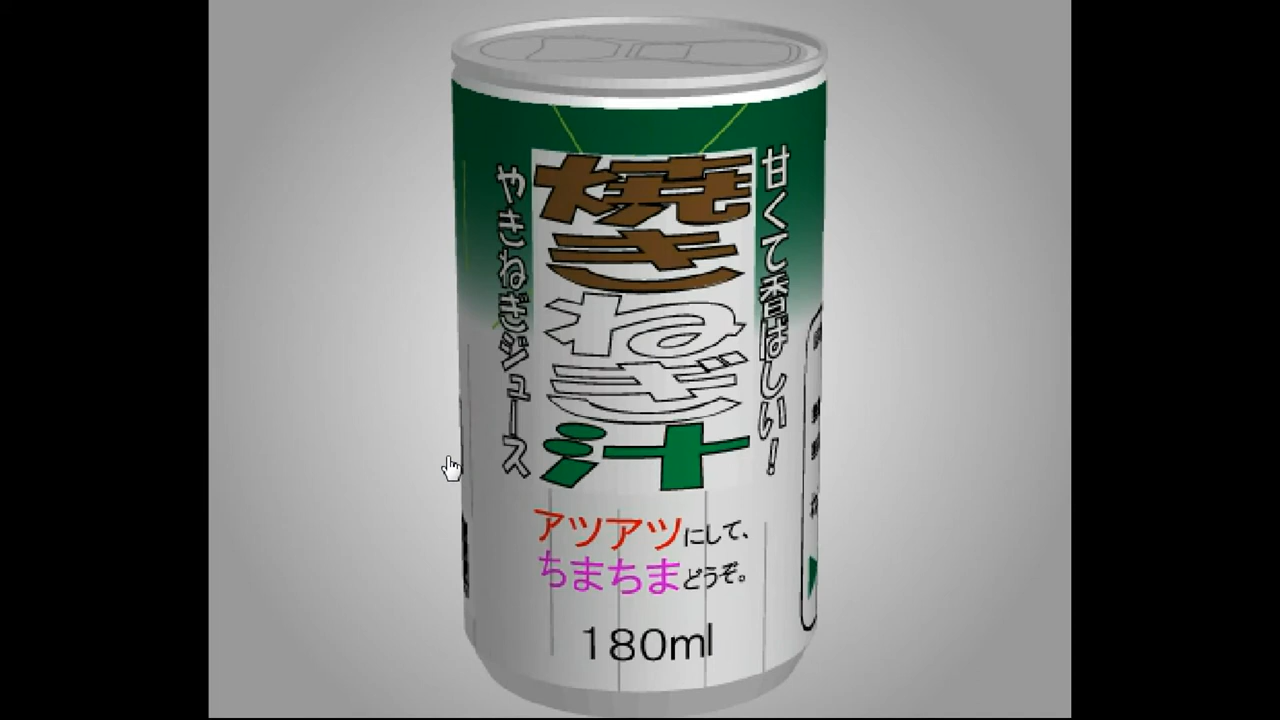 甘くて香ばしい!
焼きねぎ汁
やきねぎジュース
アツアツにして、
ちまちまどうぞ。
180ml